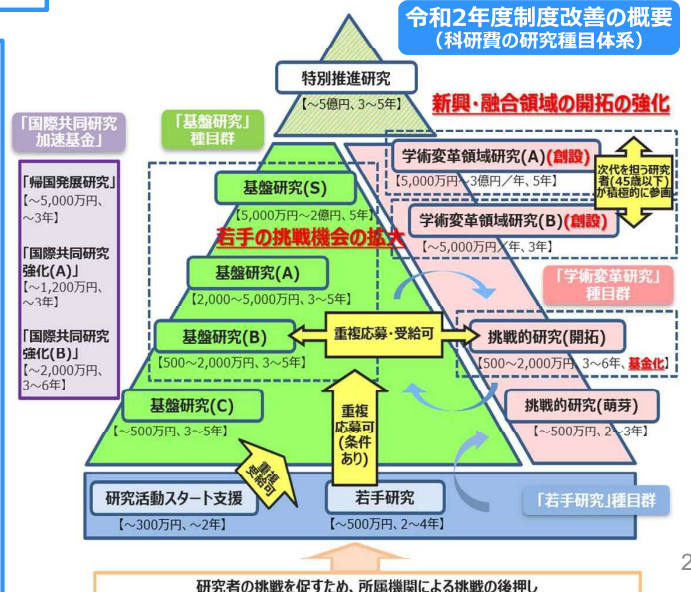 令和2年度制度改善の概要
（科研費の研究種目体系）
特別推進研究
【～5億円、3～5年】
新興・融合領域の開拓の強化
「国際共同研究
加速基金」
「帰国発展研究」
【～5,000万円、
～3年】
「国際共同研究
強化(A)」
【～1,200万円、
～3年】
「国際共同研究
強化(B)」
【～2,000万円、
3～6年】
「基盤研究」
種目群
基盤研究(S)
【5,000万円～2億円、5年】
若手の挑戦機会の拡大
基盤研究(A)
【2,000～5,000万円、3～5年】
基盤研究(B)
【500～2,000万円、3～5年】
基盤研究(C)
【～500万円、3～5年】
学術変革領域研究(A)(創設)
【5,000万円～3億円／年、5年】
学術変革領域研究(B)(創設)
【～5,000万円／年、3年】
次代を担う研究
者(45歳以下)
が積極的に参画
「学術変革研究」
種目群
重複応募・受給可
挑戦的研究(開拓)
【500～2,000万円、3～6年、基金化】
挑戦的研究(萌芽)
【～500万円、2～3年】
重複
応募可
(条件
あり)
重複
受給可
研究活動スタート支援
【～300万円、～2年】
若手研究
【～500万円、2～4年】
「若手研究」種目群
研究者の挑戦を促すため、所属機関による挑戦の後押し
2